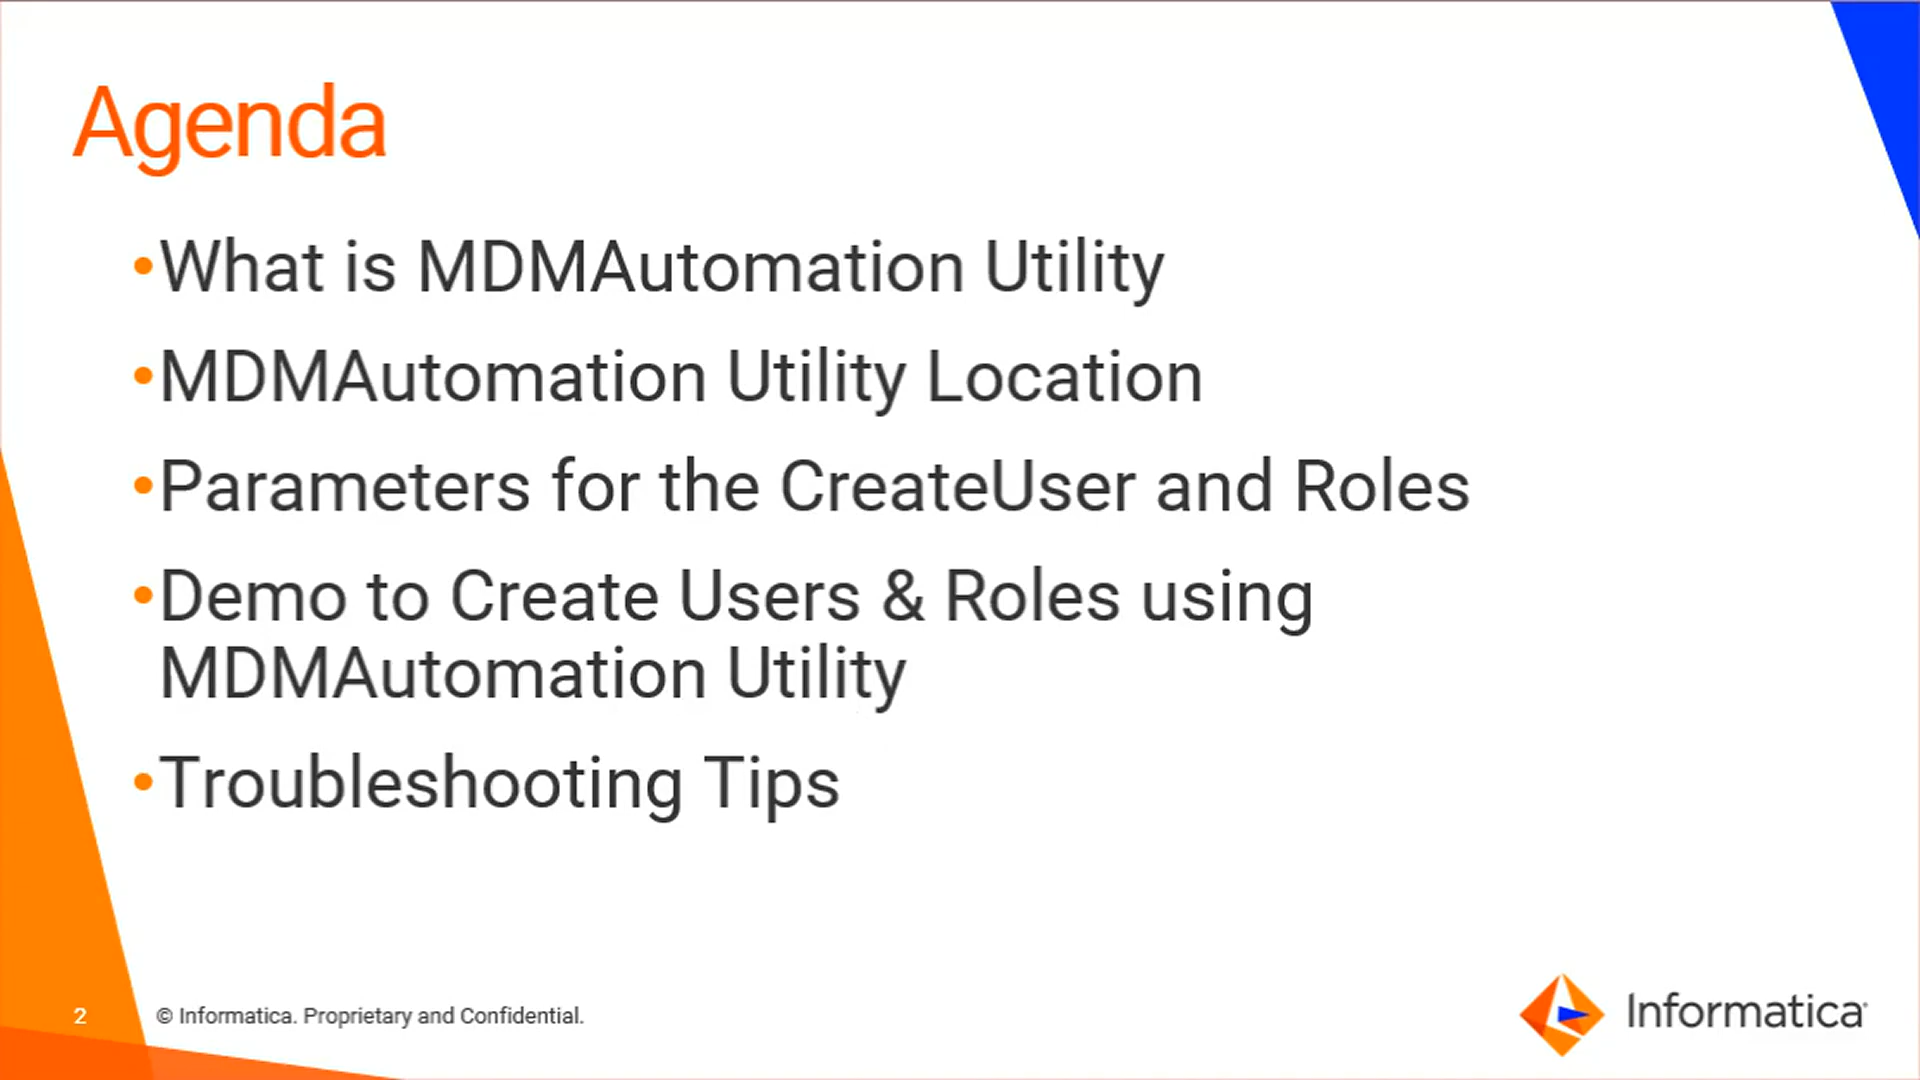 Agenda
•What is MDMAutomation Utility
•MDMAutomation Utility Location
•Parameters for the CreateUser and Roles
•Demo to Create Users & Roles using
MDMAutomation Utility
•Troubleshooting Tips
2
© Informatica. Proprietary and Confidential.
Informatica